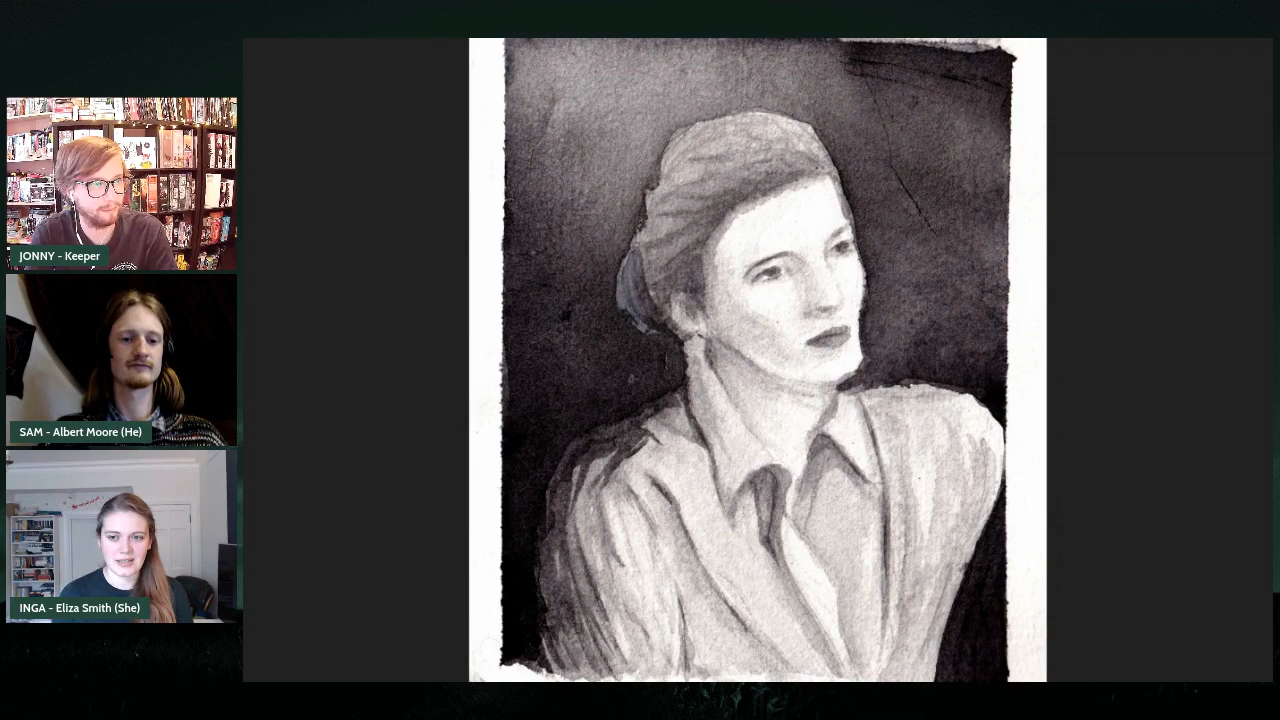 JONNY - Keeper
SAM - Albert Moore (He)
INGA - Eliza Smith (She)